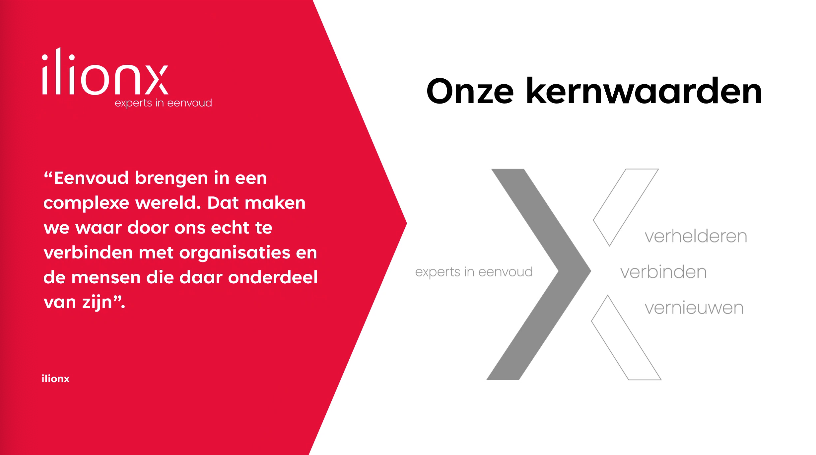 ilionx
experts in eenvoud
“Eenvoud brengen in een
complexe wereld. Dat maken
we waar door ons echt te
verbinden met organisaties en
de mensen die daar onderdeel
van zijn”.
ilionx
Onze kernwaarden
experts in eenvoud
verhelderen
verbinden
vernieuwen